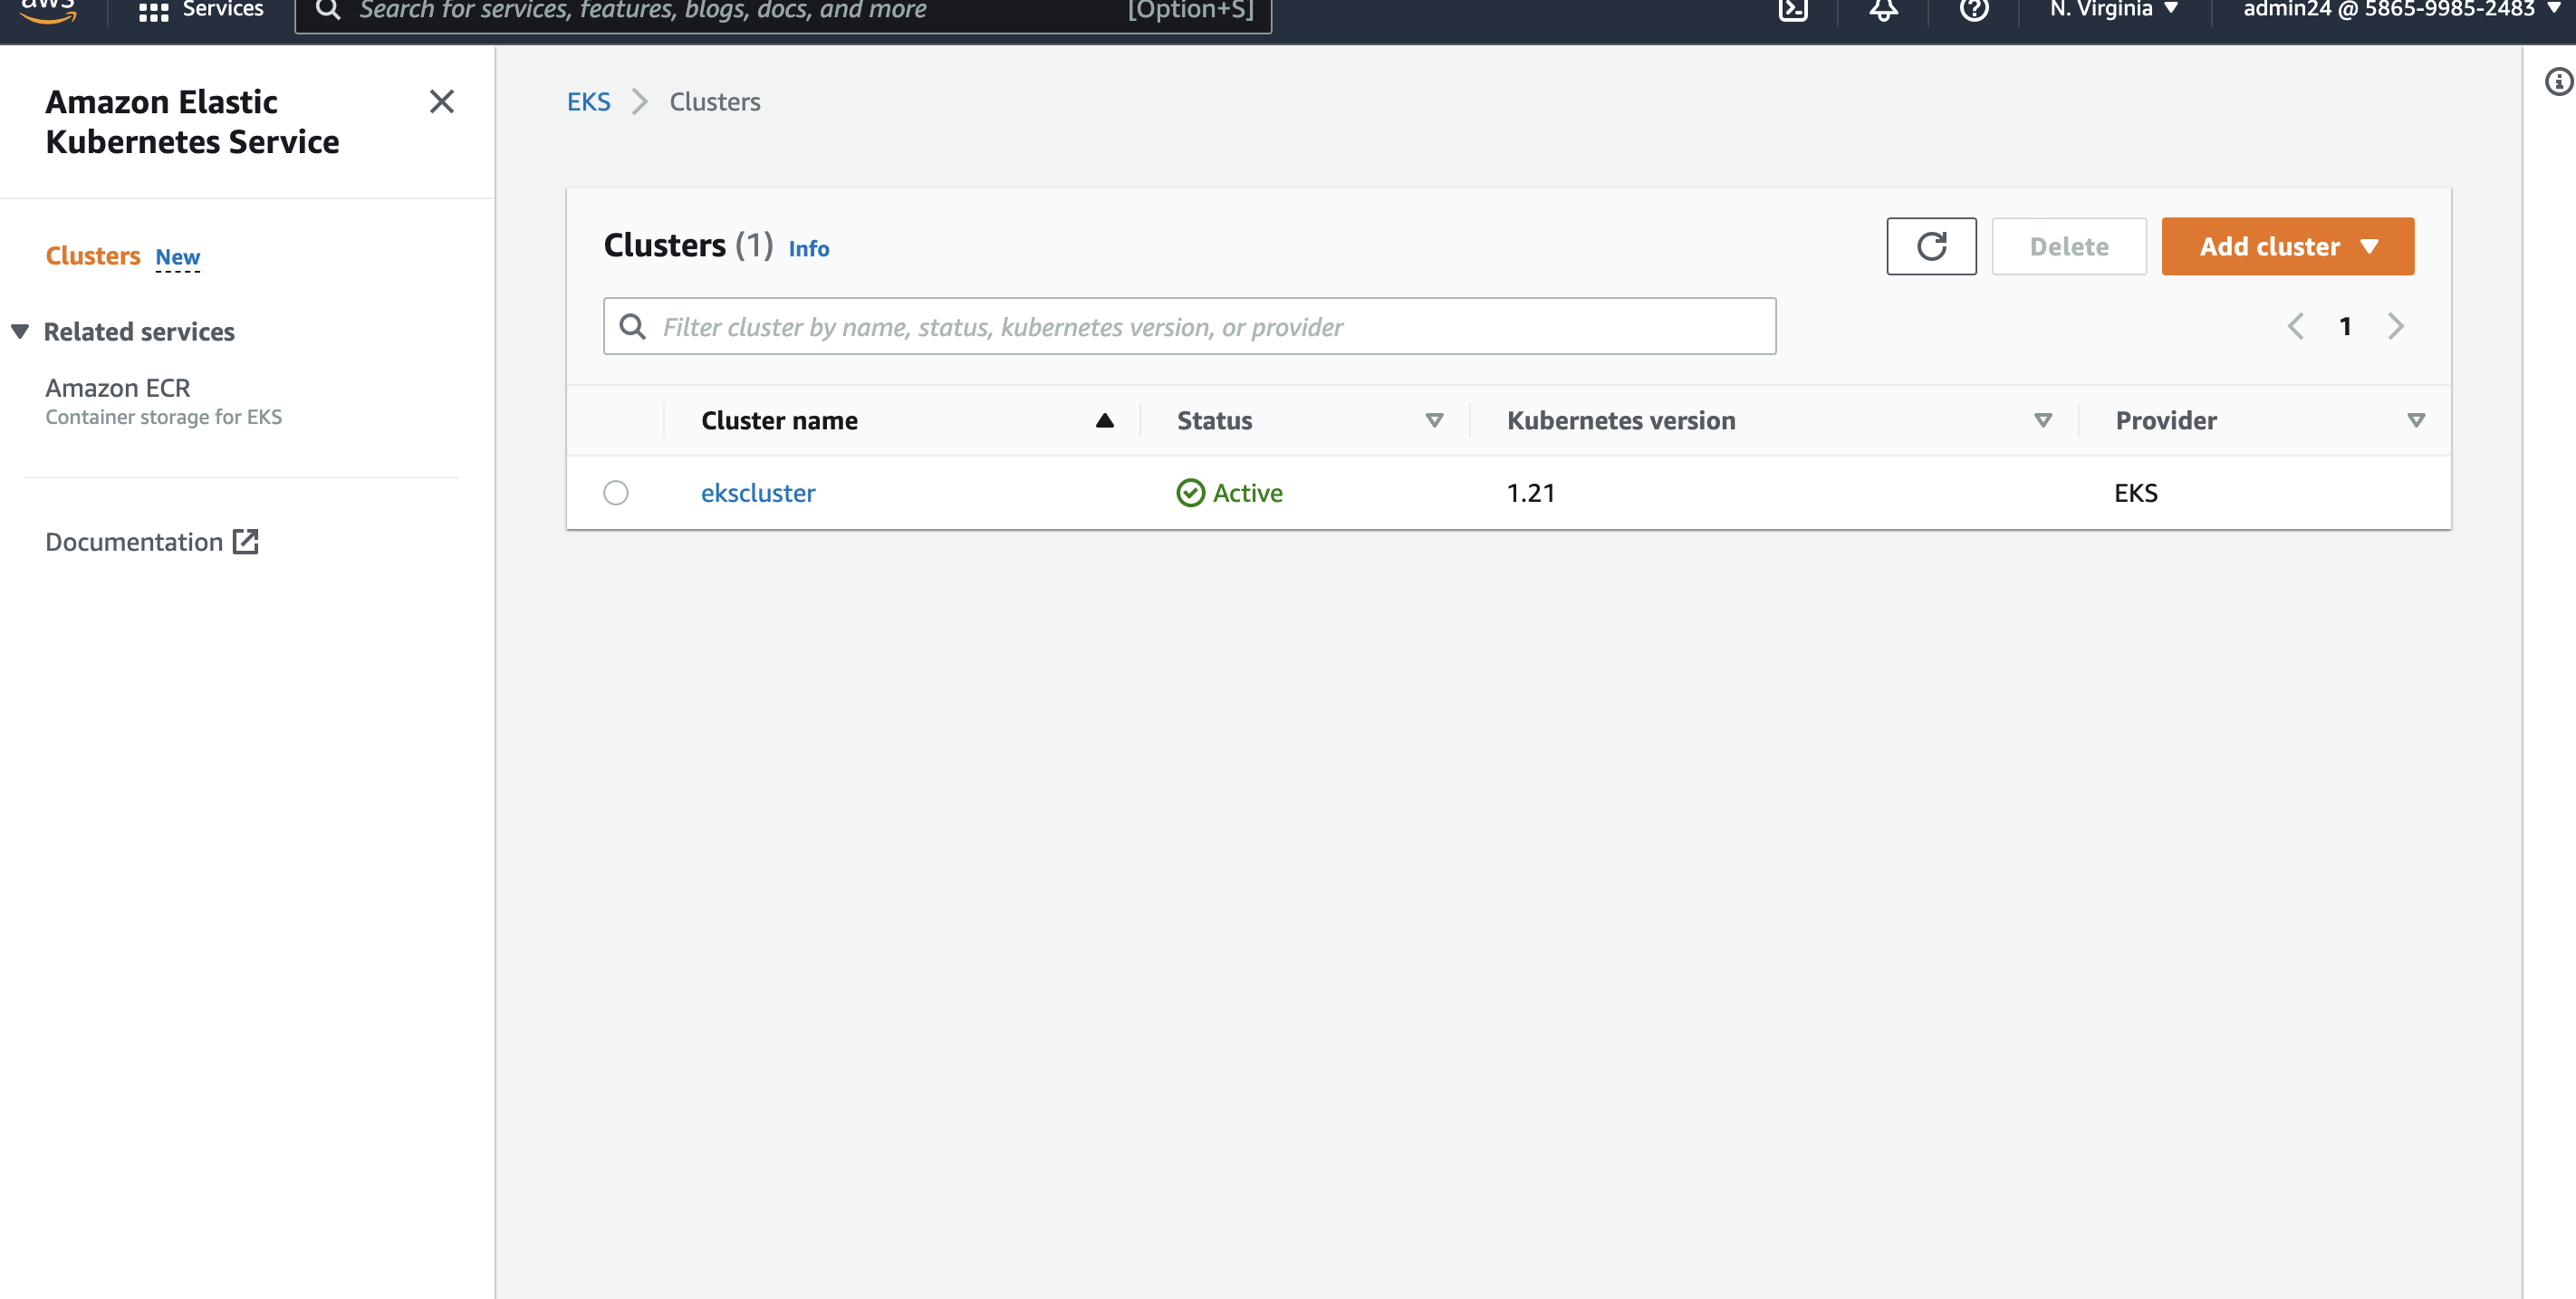 aws
Services
Search for services, features, blogs, docs, and more
[Option+S]
N. Virginia
admin24 @ 5865-9985-2483
Amazon Elastic
Kubernetes Service
Clusters New
Related services
Amazon ECR
Container storage for EKS
Documentation
EKS Clusters
Clusters (1) Info
Delete
Add cluster
Filter cluster by name, status, kubernetes version, or provider
1
Cluster name Status Kubernetes version Provider
ekscluster Active 1.21 EKS